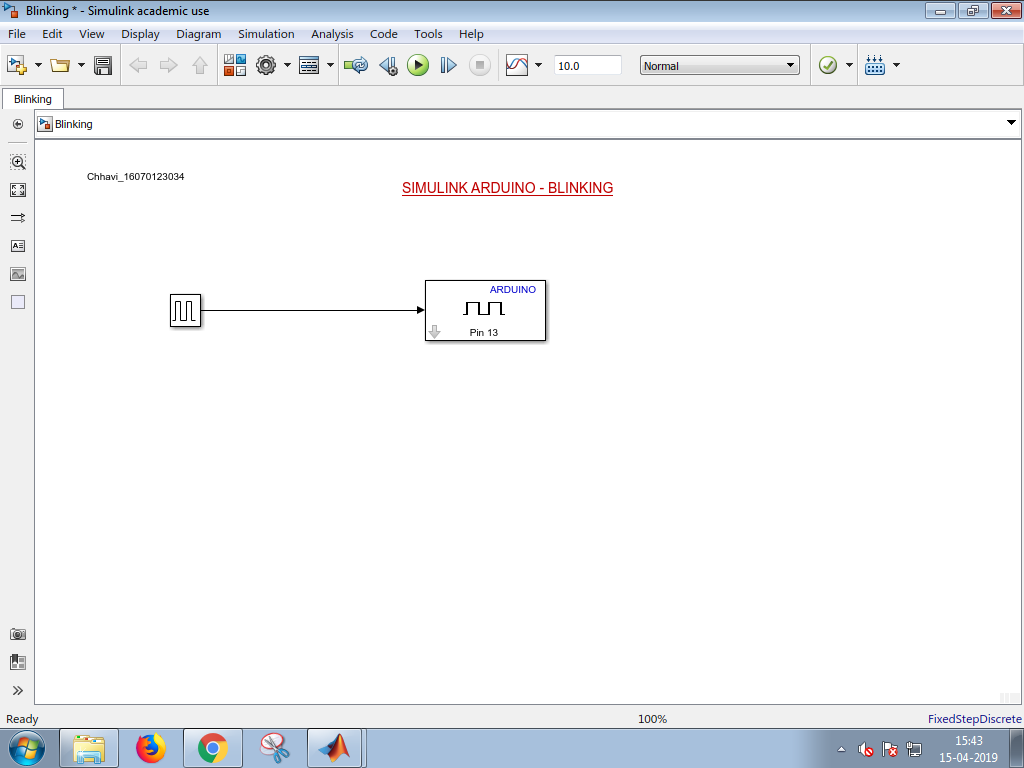 Blinking * - Simulink academic use
File Edit View Display Diagram Simulation Analysis Code Tools Help
10.0 Normal
Blinking
Blinking
Chhavi_16070123034
SIMULINK ARDUINO - BLINKING
ARDUINO
Pin 13
Ready 100% FixedStepDiscrete
15:43
15-04-2019